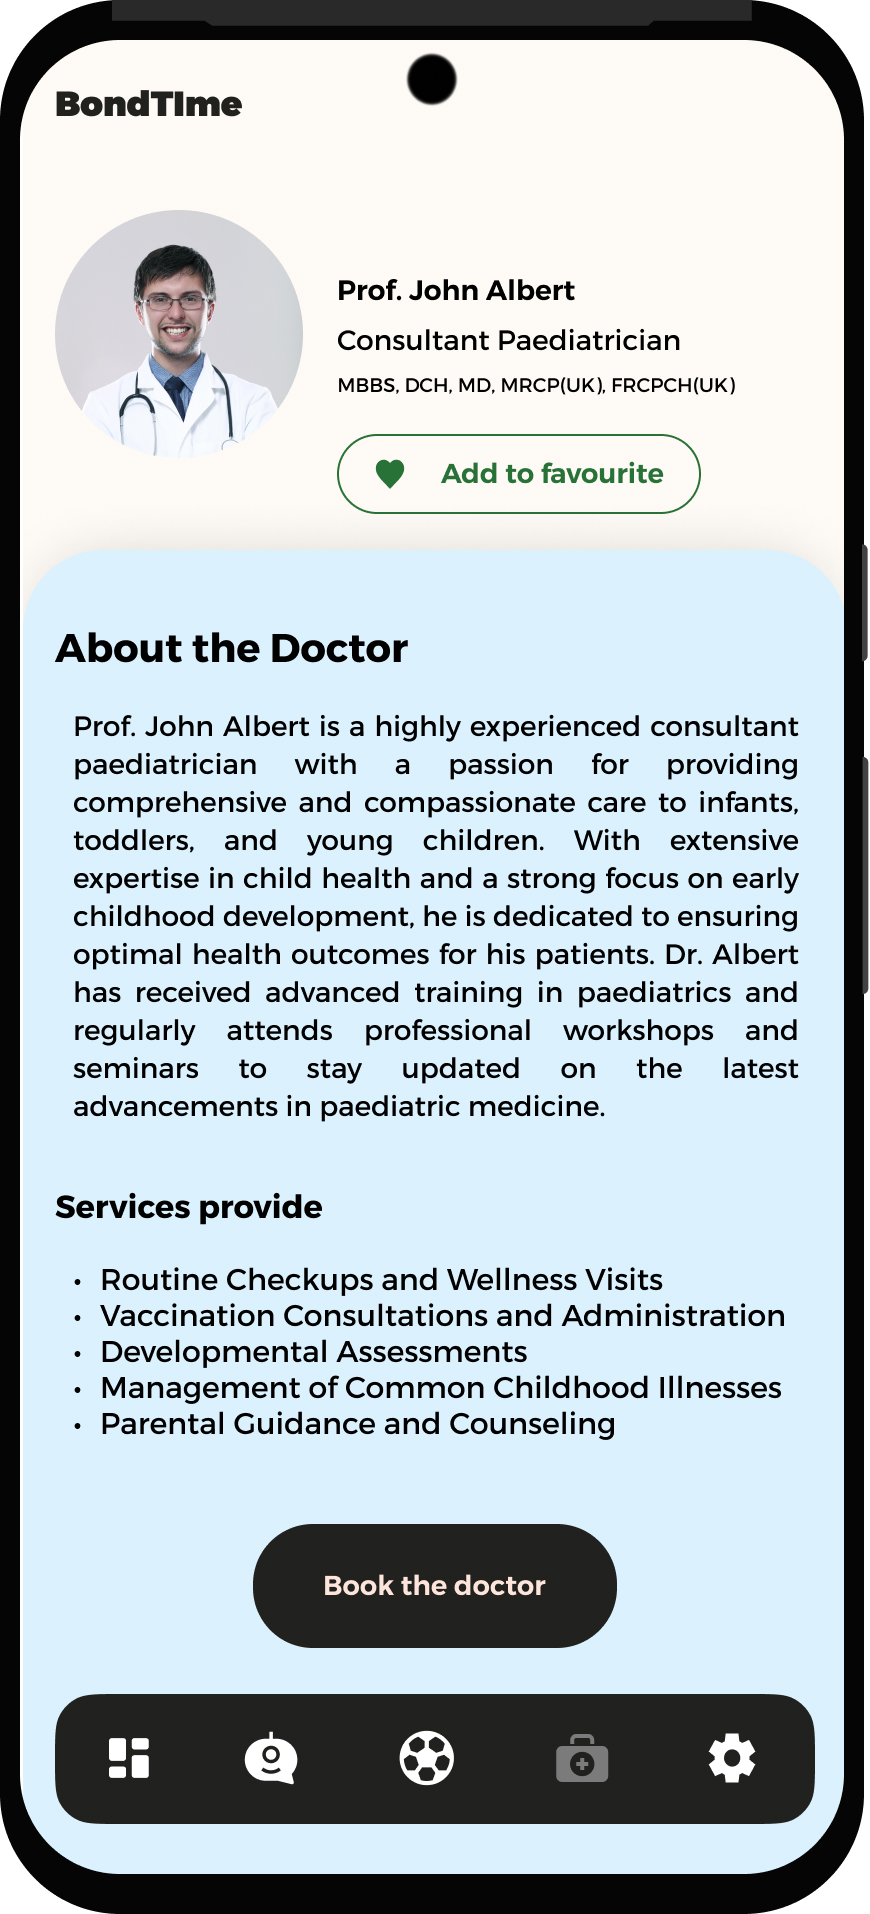 BondTIme
Prof. John Albert
Consultant Paediatrician
MBBS, DCH, MD, MRCP(UK), FRCPCH(UK)
Add to favourite
About the Doctor
Prof. John Albert is a highly experienced consultant
paediatrician with a passion for providing
comprehensive and compassionate care to infants,
toddlers, and young children. With extensive
expertise in child health and a strong focus on early
childhood development, he is dedicated to ensuring
optimal health outcomes for his patients. Dr. Albert
has received advanced training in paediatrics and
regularly attends professional workshops and
seminars to stay updated on the latest
advancements in paediatric medicine.
Services provide
• Routine Checkups and Wellness Visits
• Vaccination Consultations and Administration
• Developmental Assessments
• Management of Common Childhood Illnesses
• Parental Guidance and Counseling
Book the doctor